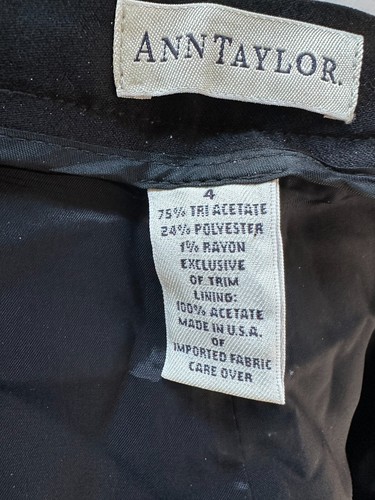 ANNTAYLOR.
4
75% TRI ACETATE
24% POLYESTER
1% RAYON
EXCLUSIVE
OF TRIM
LINING:
100% ACETATE
MADE IN U.S.A.
OF
IMPORTED FABRIC
CARE OVER